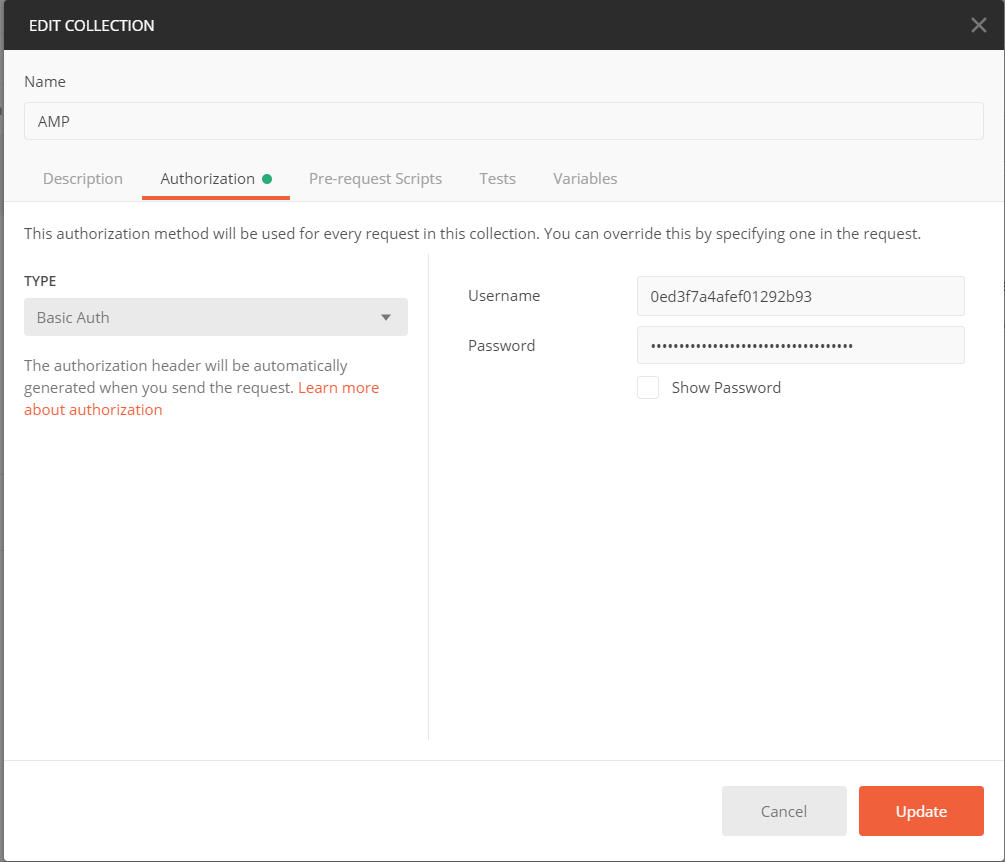 EDIT COLLECTION
Name
AMP
Description Authorization Pre-request Scripts Tests Variables
This authorization method will be used for every request in this collection. You can override this by specifying one in the request.
TYPE
Basic Auth
The authorization header will be automatically
generated when you send the request. Learn more
about authorization
Username 0ed3f7a4afef01292b93
Password ••••••••••••••••••••••••••••••••••••
Show Password
Cancel Update